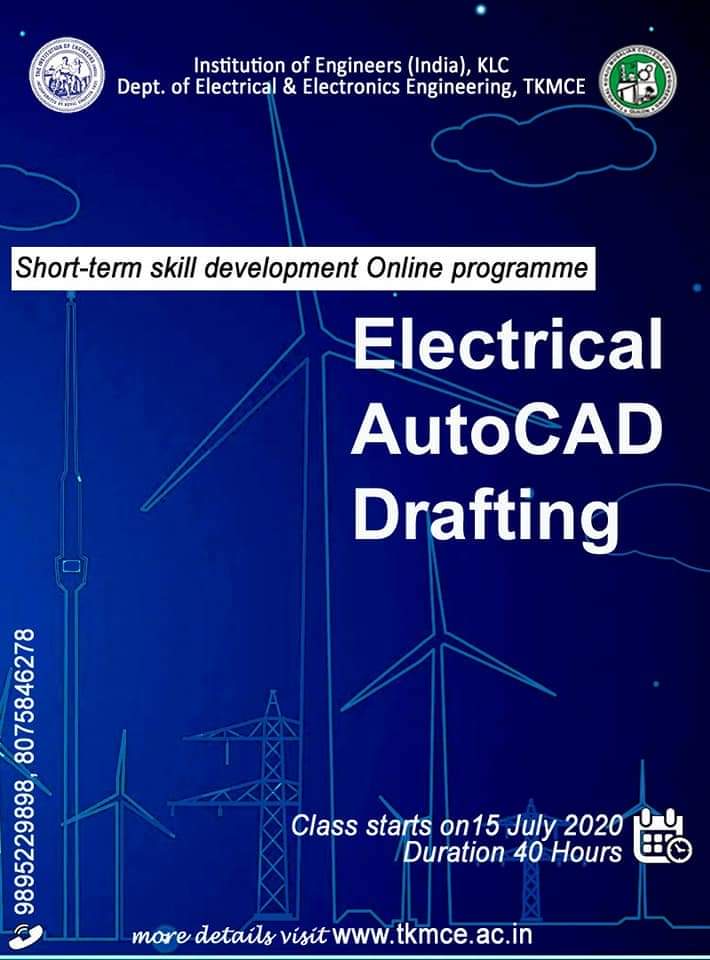 Institution of Engineers (India), KLC
Dept. of Electrical & Electronics Engineering, TKMCE
Short-term skill development Online programme
Electrical
AutoCAD
Drafting
9895229898, 8075846278
Class starts on15 July 2020
Duration 40 Hours
more details visit www.tkmce.ac.in